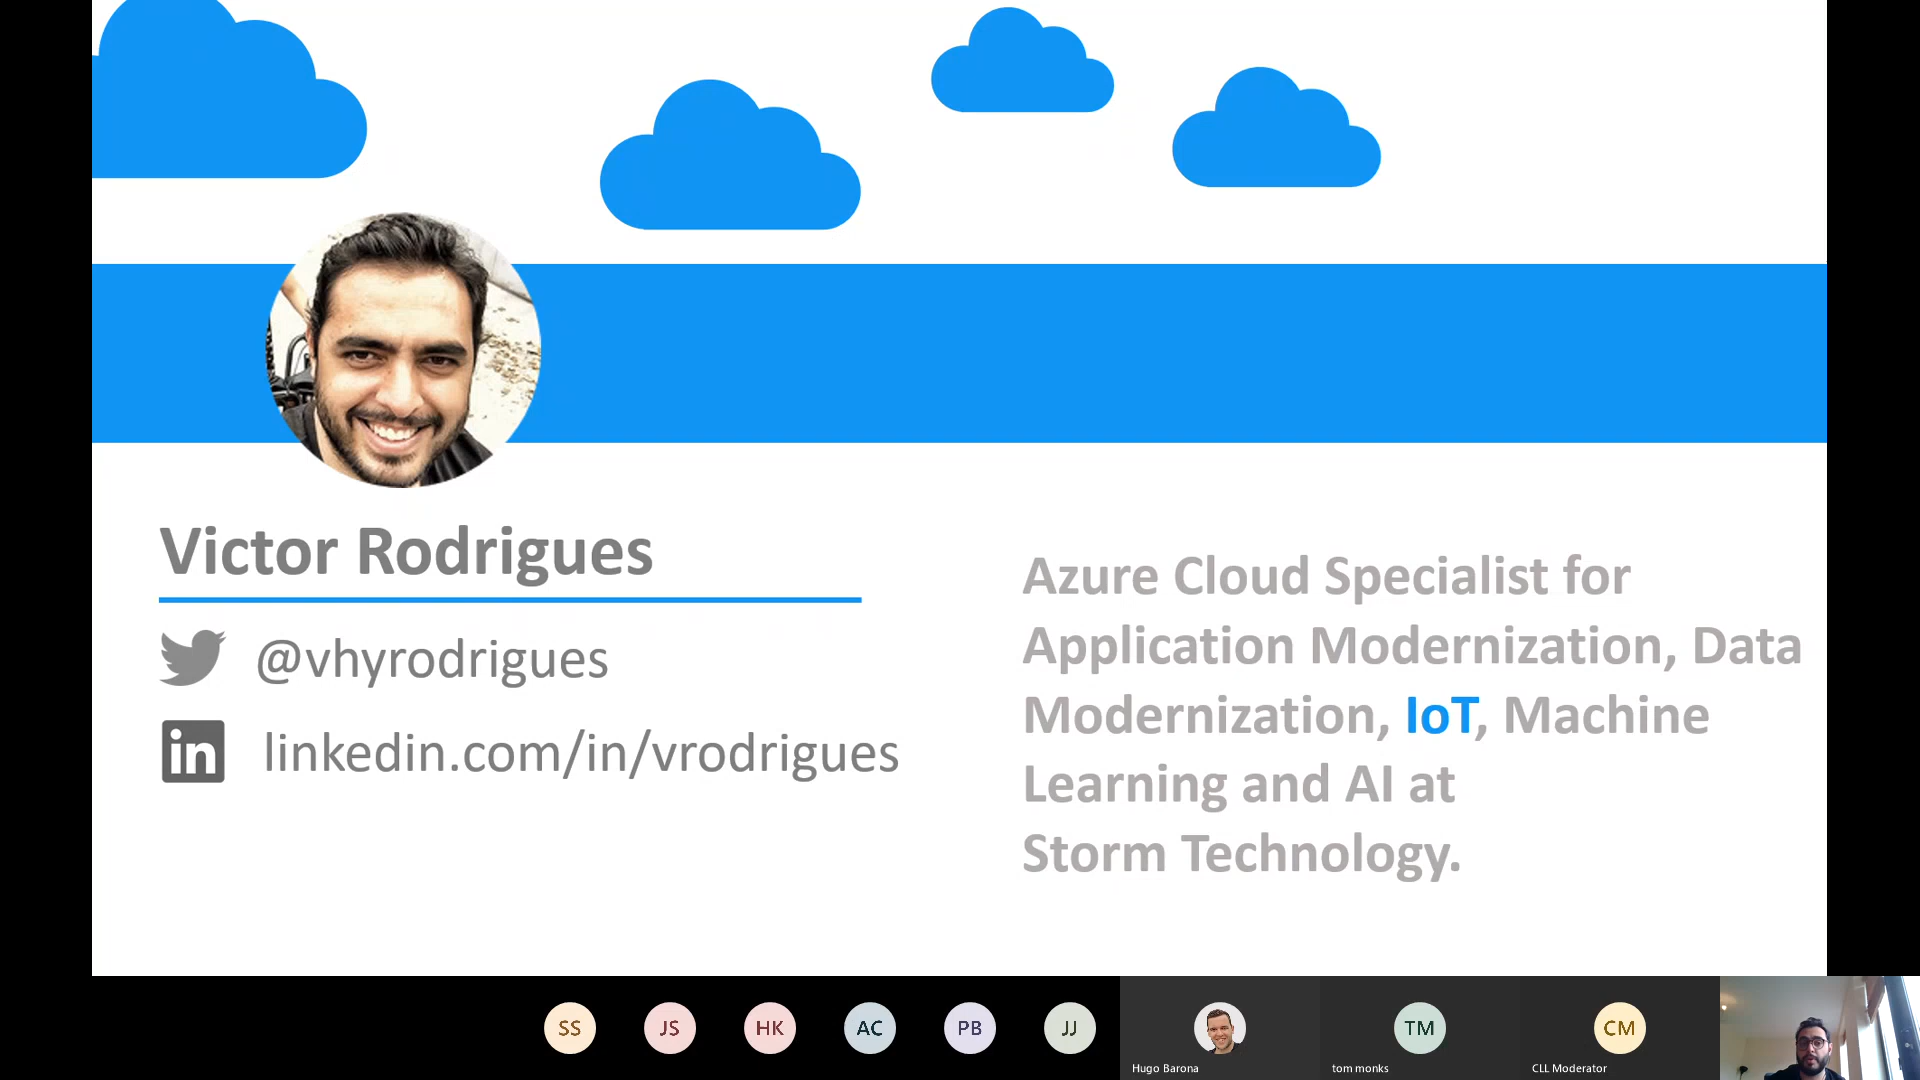 Victor Rodrigues
@vhyrodrigues
in linkedin.com/in/vrodrigues
Azure Cloud Specialist for
Application Modernization, Data
Modernization, IoT, Machine
Learning and AI at
Storm Technology.
SS JS HK AC PB JJ TM CM
Hugo Barona tom monks CLL Moderator